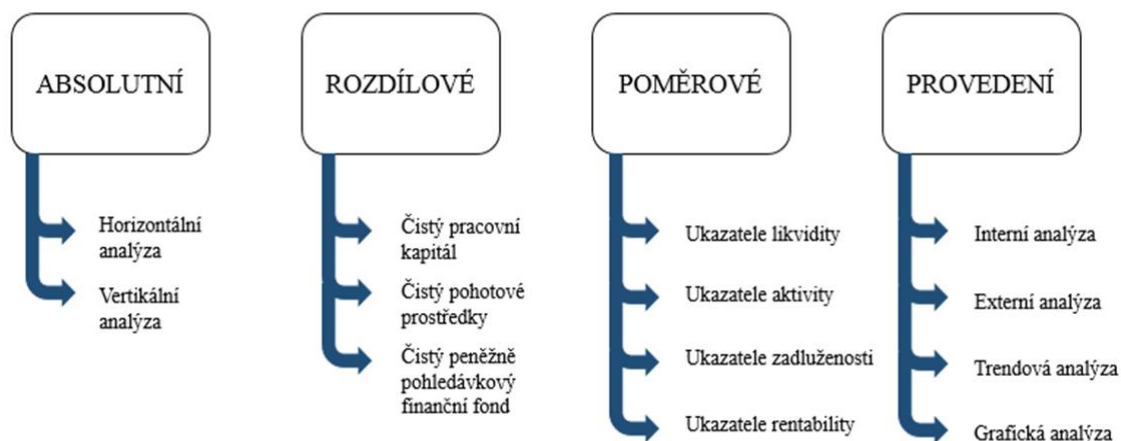 ABSOLUTNÍ
Horizontální
analýza
Vertikální
analýza
ROZDÍLOVÉ
Čistý pracovní
kapitál
Čistý pohotové
prostředky
Čistý peněžně
pohledávkový
finanční fond
POMĚROVÉ
Ukazatele likvidity
Ukazatele aktivity
Ukazatele zadluženosti
Ukazatele rentability
PROVEDENÍ
Interní analýza
Externí analýza
Trendová analýza
Grafická analýza